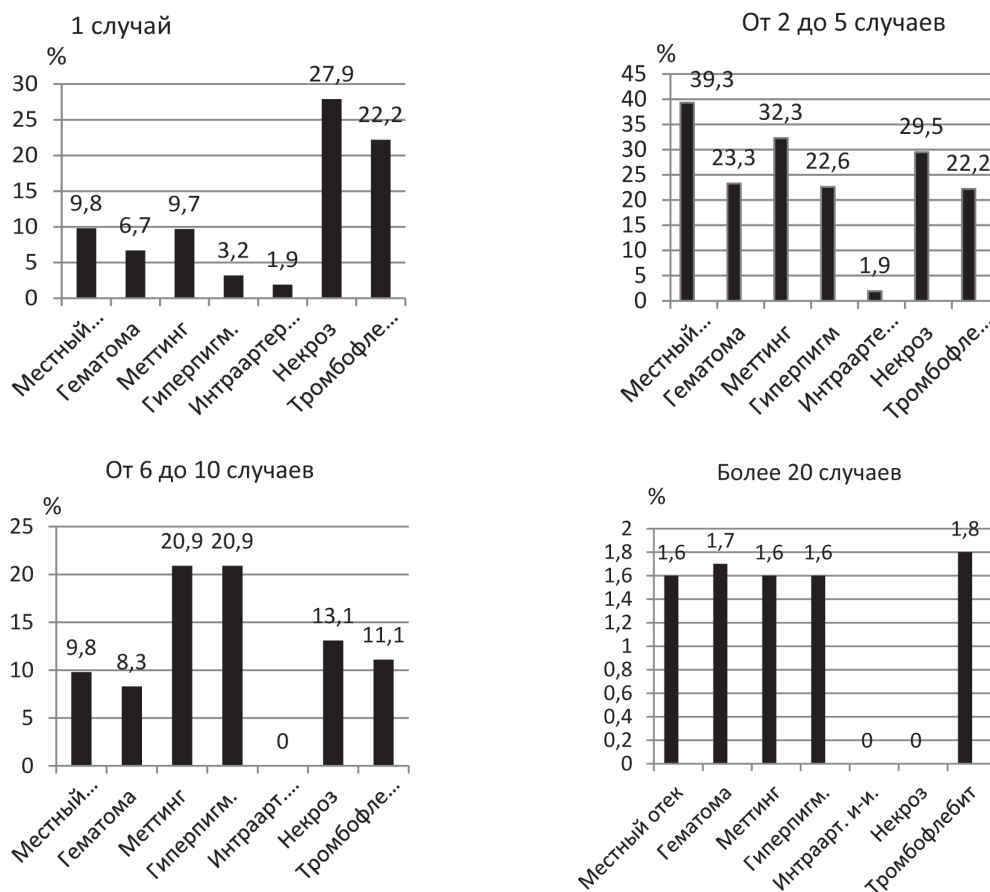 1 случай
%
30
25
20
15
10
5
0
9,8
6,7
9,7
3,2
1,9
27,9
22,2
Местный...
Гематома
Меттинг
Гиперпигм.
Интраартер...
Некроз
Тромбофле...
От 2 до 5 случаев
%
45
40
35
30
25
20
15
10
5
0
39,3
23,3
32,3
22,6
1,9
29,5
22,2
Местный...
Гематома
Меттинг
Гиперпигм
Интраарте...
Некроз
Тромбофле...
От 6 до 10 случаев
%
25
20
15
10
5
0
9,8
8,3
20,9
20,9
0
13,1
11,1
Местный...
Гематома
Меттинг
Гиперпигм.
Интраарт....
Некроз
Тромбофле...
Более 20 случаев
%
2
1,8
1,6
1,4
1,2
1
0,8
0,6
0,4
0,2
0
1,6
1,7
1,6
1,6
0
0
1,8
Местный отек
Гематома
Меттинг
Гиперпигм.
Интраарт. и-и.
Некроз
Тромбофлебит